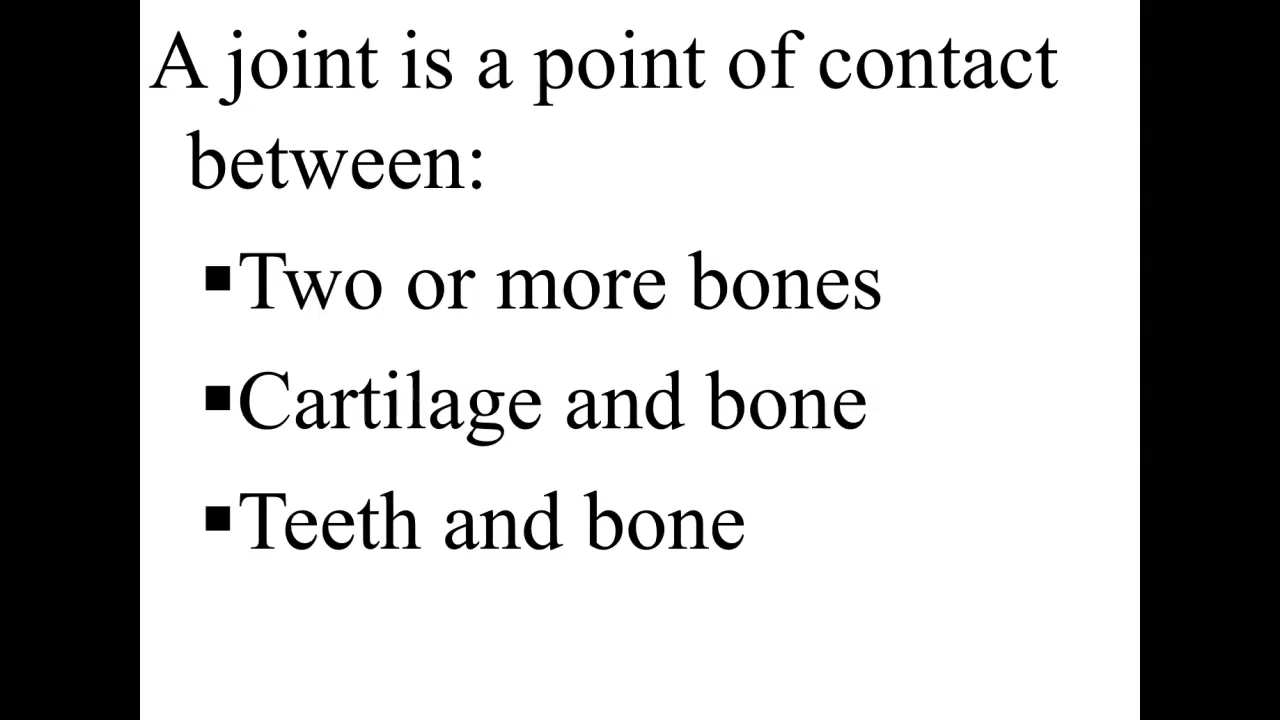 A joint is a point of contact
between:
▪Two or more bones
▪Cartilage and bone
▪Teeth and bone